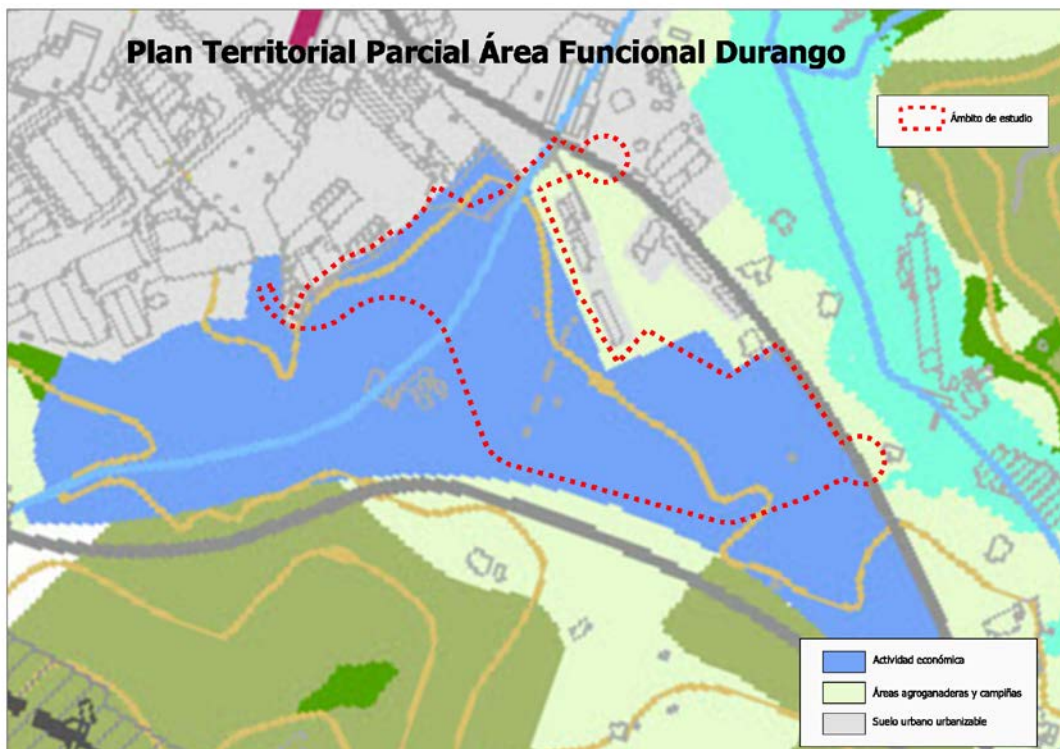 Plan Territorial Parcial Área Funcional Durango
Ámbito de estudio
Actividad económica
Áreas agroganaderas y campiñas
Suelo urbano urbanizable